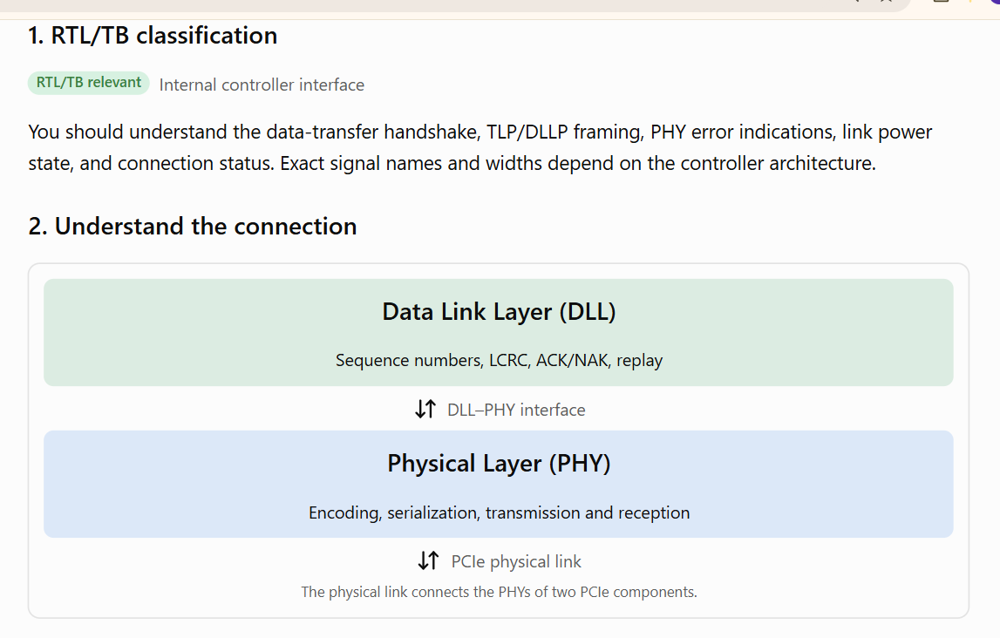 1. RTL/TB classification
RTL/TB relevant Internal controller interface
You should understand the data-transfer handshake, TLP/DLLP framing, PHY error indications, link power
state, and connection status. Exact signal names and widths depend on the controller architecture.
2. Understand the connection
Data Link Layer (DLL)
Sequence numbers, LCRC, ACK/NAK, replay
DLL–PHY interface
Physical Layer (PHY)
Encoding, serialization, transmission and reception
PCIe physical link
The physical link connects the PHYs of two PCIe components.